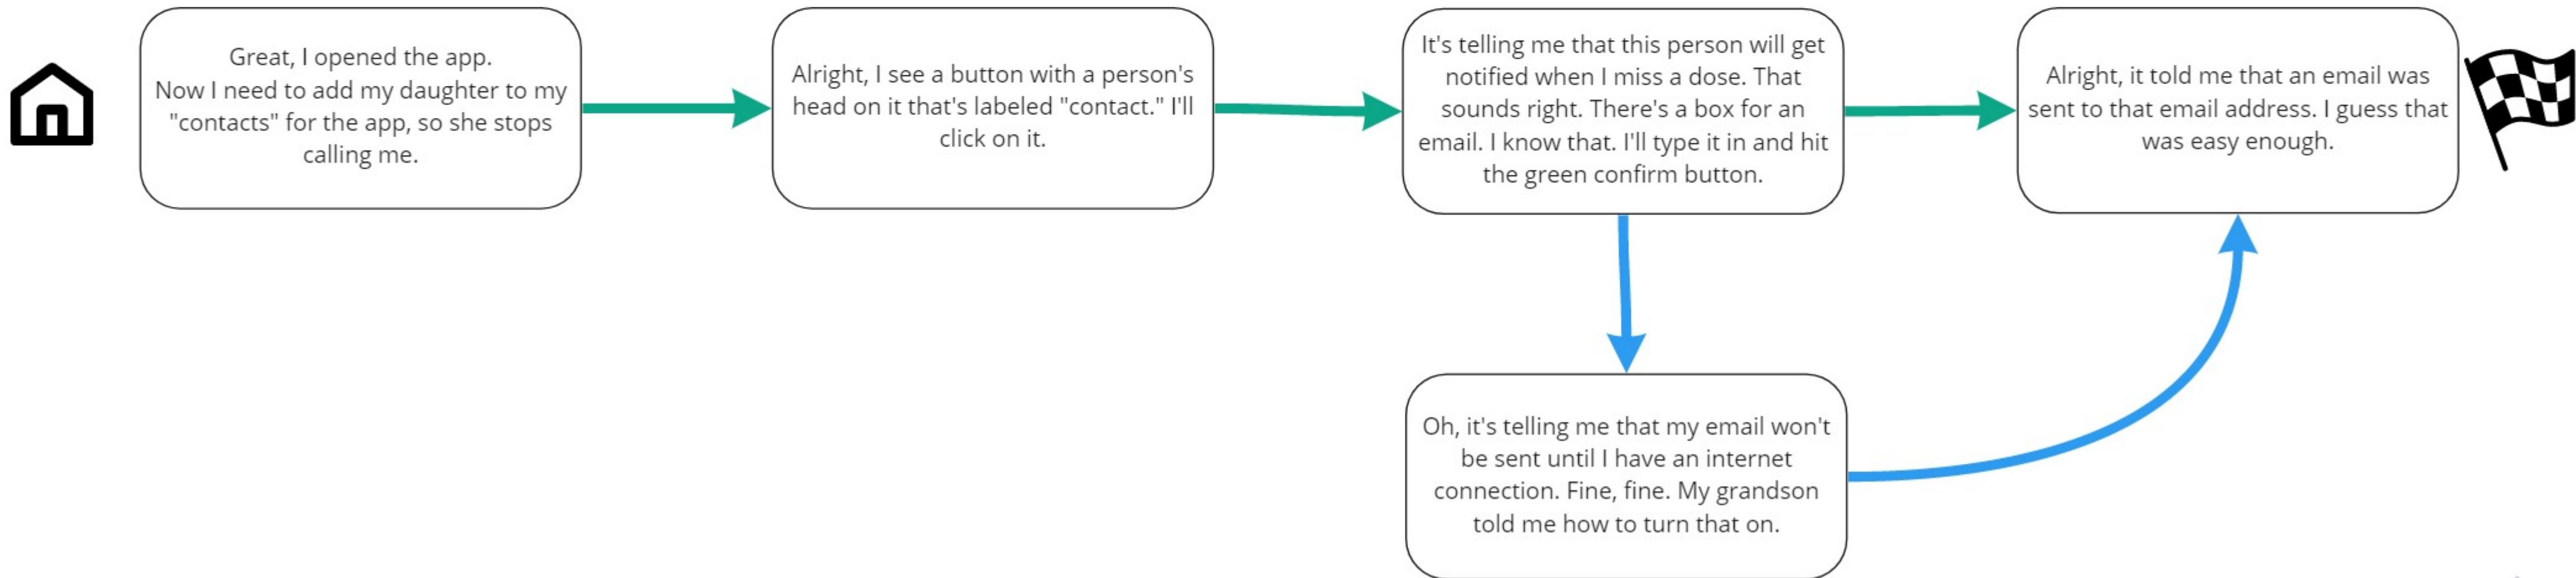 Great, I opened the app.
Now I need to add my daughter to my
"contacts" for the app, so she stops
calling me.
Alright, I see a button with a person's
head on it that's labeled "contact." I'll
click on it.
It's telling me that this person will get
notified when I miss a dose. That
sounds right. There's a box for an
email. I know that. I'll type it in and hit
the green confirm button.
Alright, it told me that an email was
sent to that email address. I guess that
was easy enough.
Oh, it's telling me that my email won't
be sent until I have an internet
connection. Fine, fine. My grandson
told me how to turn that on.